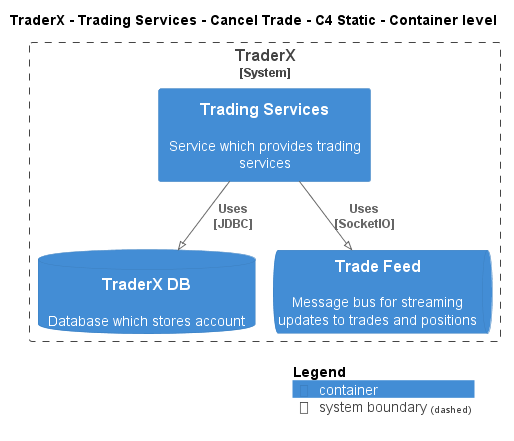 TraderX - Trading Services - Cancel Trade - C4 Static - Container level
TraderX
[System]
Trading Services
Service which provides trading
services
Uses
[JDBC]
Uses
[SocketIO]
TraderX DB
Database which stores account
Trade Feed
Message bus for streaming
updates to trades and positions
Legend
container
system boundary (dashed)